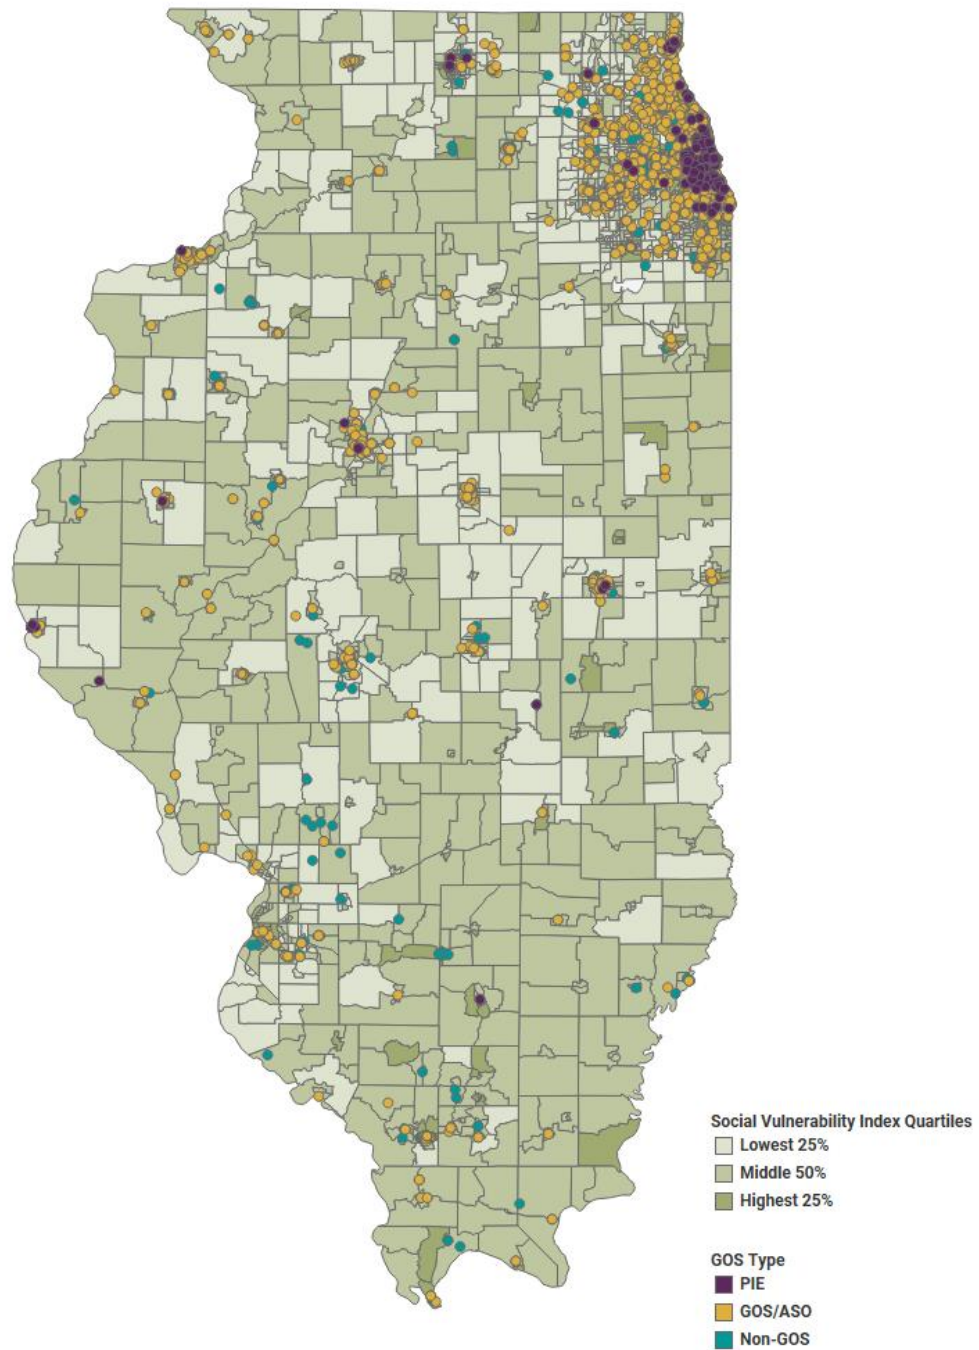 Social Vulnerability Index Quartiles
Lowest 25%
Middle 50%
Highest 25%
GOS Type
PIE
GOS/ASO
Non-GOS